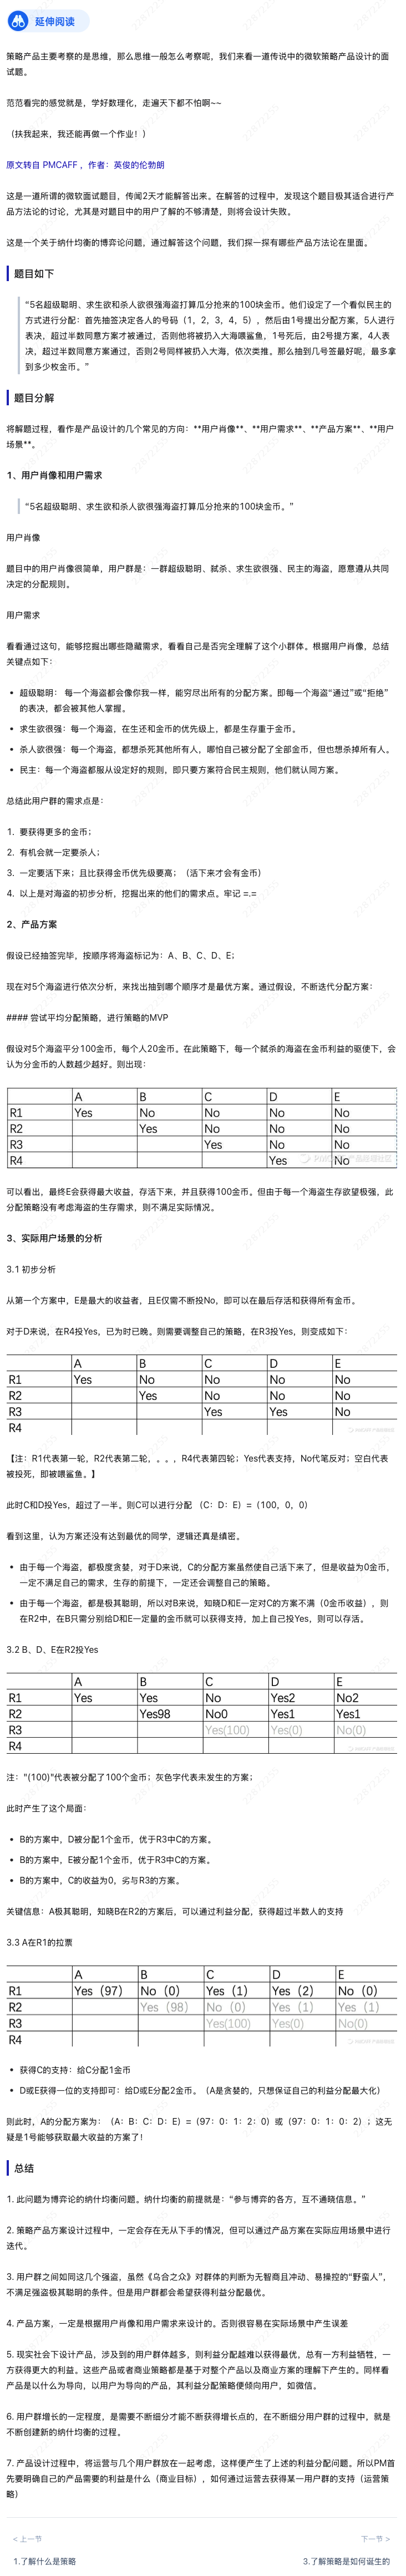 延伸阅读
策略产品主要考察的是思维，那么思维一般怎么考察呢，我们来看一道传说中的微软策略产品设计的面
试题。
范范看完的感觉就是，学好数理化，走遍天下都不怕啊~~
（扶我起来，我还能再做一个作业！）
原文转自 PMCAFF ，作者：英俊的伦勃朗
这是一道所谓的微软面试题目，传闻2天才能解答出来。在解答的过程中，发现这个题目极其适合进行产
品方法论的讨论，尤其是对题目中的用户了解的不够清楚，则将会设计失败。
这是一个关于纳什均衡的博弈论问题，通过解答这个问题，我们探一探有哪些产品方法论在里面。
题目如下
“5名超级聪明、求生欲和杀人欲很强海盗打算瓜分抢来的100块金币。他们设定了一个看似民主的
方式进行分配：首先抽签决定各人的号码（1，2，3，4，5），然后由1号提出分配方案，5人进行
表决，超过半数同意方案才被通过，否则他将被扔入大海喂鲨鱼，1号死后，由2号提方案，4人表
决，超过半数同意方案通过，否则2号同样被扔入大海，依次类推。那么抽到几号签最好呢，最多拿
到多少枚金币。”
题目分解
将解题过程，看作是产品设计的几个常见的方向：**用户肖像**、**用户需求**、**产品方案**、**用户
场景**。
1、用户肖像和用户需求
“5名超级聪明、求生欲和杀人欲很强海盗打算瓜分抢来的100块金币。”
用户肖像
题目中的用户肖像很简单，用户群是：一群超级聪明、弑杀、求生欲很强、民主的海盗，愿意遵从共同
决定的分配规则。
用户需求
看看通过这句，能够挖掘出哪些隐藏需求，看看自己是否完全理解了这个小群体。根据用户肖像，总结
关键点如下：
• 超级聪明： 每一个海盗都会像你我一样，能穷尽出所有的分配方案。即每一个海盗“通过”或“拒绝”
的表决，都会被其他人掌握。
• 求生欲很强：每一个海盗，在生还和金币的优先级上，都是生存重于金币。
• 杀人欲很强：每一个海盗，都想杀死其他所有人，哪怕自己被分配了全部金币，但也想杀掉所有人。
• 民主：每一个海盗都服从设定好的规则，即只要方案符合民主规则，他们就认同方案。
总结此用户群的需求点是：
1. 要获得更多的金币；
2. 有机会就一定要杀人；
3. 一定要活下来；且比获得金币优先级要高；（活下来才会有金币）
4. 以上是对海盗的初步分析，挖掘出来的他们的需求点。牢记 =.=
2、产品方案
假设已经抽签完毕，按顺序将海盗标记为：A、B、C、D、E；
现在对5个海盗进行依次分析，来找出抽到哪个顺序才是最优方案。通过假设，不断迭代分配方案：
#### 尝试平均分配策略，进行策略的MVP
假设对5个海盗平分100金币，每个人20金币。在此策略下，每一个弑杀的海盗在金币利益的驱使下，会
认为分金币的人数越少越好。则出现：
A B C D E
R1 Yes No No No No
R2 Yes No No No
R3 Yes No No
R4 Yes No
可以看出，最终E会获得最大收益，存活下来，并且获得100金币。但由于每一个海盗生存欲望极强，此
分配策略没有考虑海盗的生存需求，则不满足实际情况。
3、实际用户场景的分析
3.1 初步分析
从第一个方案中，E是最大的收益者，且E仅需不断投No，即可以在最后存活和获得所有金币。
对于D来说，在R4投Yes，已为时已晚。则需要调整自己的策略，在R3投Yes，则变成如下：
A B C D E
R1 Yes No No No No
R2 Yes No No No
R3 Yes Yes No
R4
【注：R1代表第一轮，R2代表第二轮，。。。，R4代表第四轮；Yes代表支持，No代笔反对；空白代表
被投死，即被喂鲨鱼。】
此时C和D投Yes，超过了一半。则C可以进行分配 （C：D：E）=（100，0，0）
看到这里，认为方案还没有达到最优的同学，逻辑还真是缜密。
• 由于每一个海盗，都极度贪婪，对于D来说，C的分配方案虽然使自己活下来了，但是收益为0金币，
一定不满足自己的需求，生存的前提下，一定还会调整自己的策略。
• 由于每一个海盗，都是极其聪明，所以对B来说，知晓D和E一定对C的方案不满（0金币收益），则
在R2中，在B只需分别给D和E一定量的金币就可以获得支持，加上自己投Yes，则可以存活。
3.2 B、D、E在R2投Yes
A B C D E
R1 Yes Yes No Yes2 No2
R2 Yes98 No0 Yes1 Yes1
R3 Yes(100) Yes(0) No(0)
R4
注：“(100)”代表被分配了100个金币；灰色字代表未发生的方案；
此时产生了这个局面：
• B的方案中，D被分配1个金币，优于R3中C的方案。
• B的方案中，E被分配1个金币，优于R3中C的方案。
• B的方案中，C的收益为0，劣与R3的方案。
关键信息：A极其聪明，知晓B在R2的方案后，可以通过利益分配，获得超过半数人的支持
3.3 A在R1的拉票
A B C D E
R1 Yes（97） No（0） Yes（1） Yes（2） No（0）
R2 Yes（98） No（0） Yes（1） Yes（1）
R3 Yes(100) Yes(0) No(0)
R4
• 获得C的支持：给C分配1金币
• D或E获得一位的支持即可：给D或E分配2金币。（A是贪婪的，只想保证自己的利益分配最大化）
则此时，A的分配方案为：（A：B：C：D：E）=（97：0：1：2：0）或（97：0：1：0：2）；这无
疑是1号能够获取最大收益的方案了！
总结
1. 此问题为博弈论的纳什均衡问题。纳什均衡的前提就是：“参与博弈的各方，互不通晓信息。”
2. 策略产品方案设计过程中，一定会存在无从下手的情况，但可以通过产品方案在实际应用场景中进行
迭代。
3. 用户群之间如同这几个强盗，虽然《乌合之众》对群体的判断为无智商且冲动、易操控的“野蛮人”，
不满足强盗极其聪明的条件。但是用户群都会希望获得利益分配最优。
4. 产品方案，一定是根据用户肖像和用户需求来设计的。否则很容易在实际场景中产生误差
5. 现实社会下设计产品，涉及到的用户群体越多，则利益分配越难以获得最优，总有一方利益牺牲，一
方获得更大的利益。这些产品或者商业策略都是基于对整个产品以及商业方案的理解下产生的。同样看
产品是以什么为导向，以用户为导向的产品，其利益分配策略便倾向用户，如微信。
6. 用户群增长的一定程度，是需要不断细分才能不断获得增长点的，在不断细分用户群的过程中，就是
不断创建新的纳什均衡的过程。
7. 产品设计过程中，将运营与几个用户群放在一起考虑，这样便产生了上述的利益分配问题。所以PM首
先要明确自己的产品需要的利益是什么（商业目标），如何通过运营去获得某一用户群的支持（运营策
略）
< 上一节 下一节 >
1.了解什么是策略 3.了解策略是如何诞生的